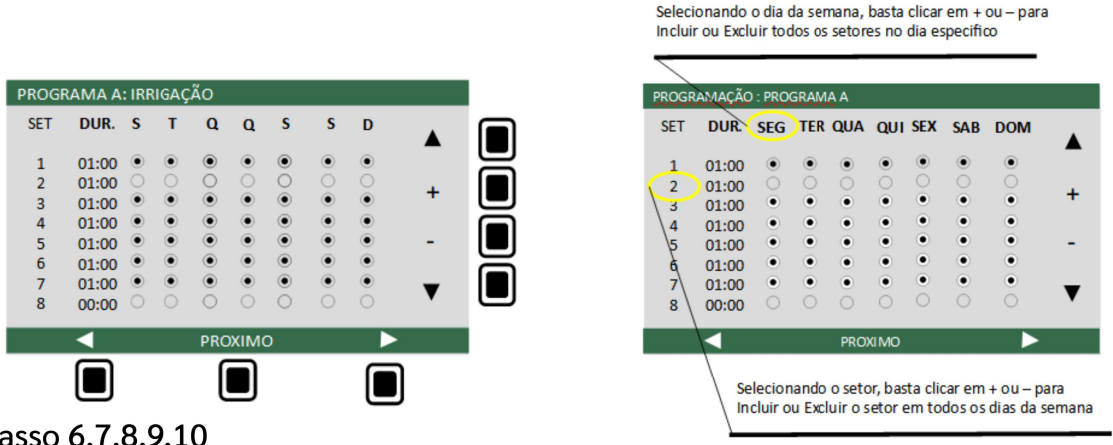 Selecionando o dia da semana, basta clicar em + ou – para
Incluir ou Excluir todos os setores no dia especifico
PROGRAMA A: IRRIGAÇÃO
SET DUR. S T Q Q S S D
1 01:00
2 01:00
3 01:00
4 01:00
5 01:00
6 01:00
7 01:00
8 00:00
+
-
PROXIMO
PROGRAMAÇÃO : PROGRAMA A
SET DUR. SEG TER QUA QUI SEX SAB DOM
1 01:00
2 01:00
3 01:00
4 01:00
5 01:00
6 01:00
7 01:00
8 00:00
+
-
PROXIMO
Selecionando o setor, basta clicar em + ou – para
Incluir ou Excluir o setor em todos os dias da semana
asso 6.7.8.9.10